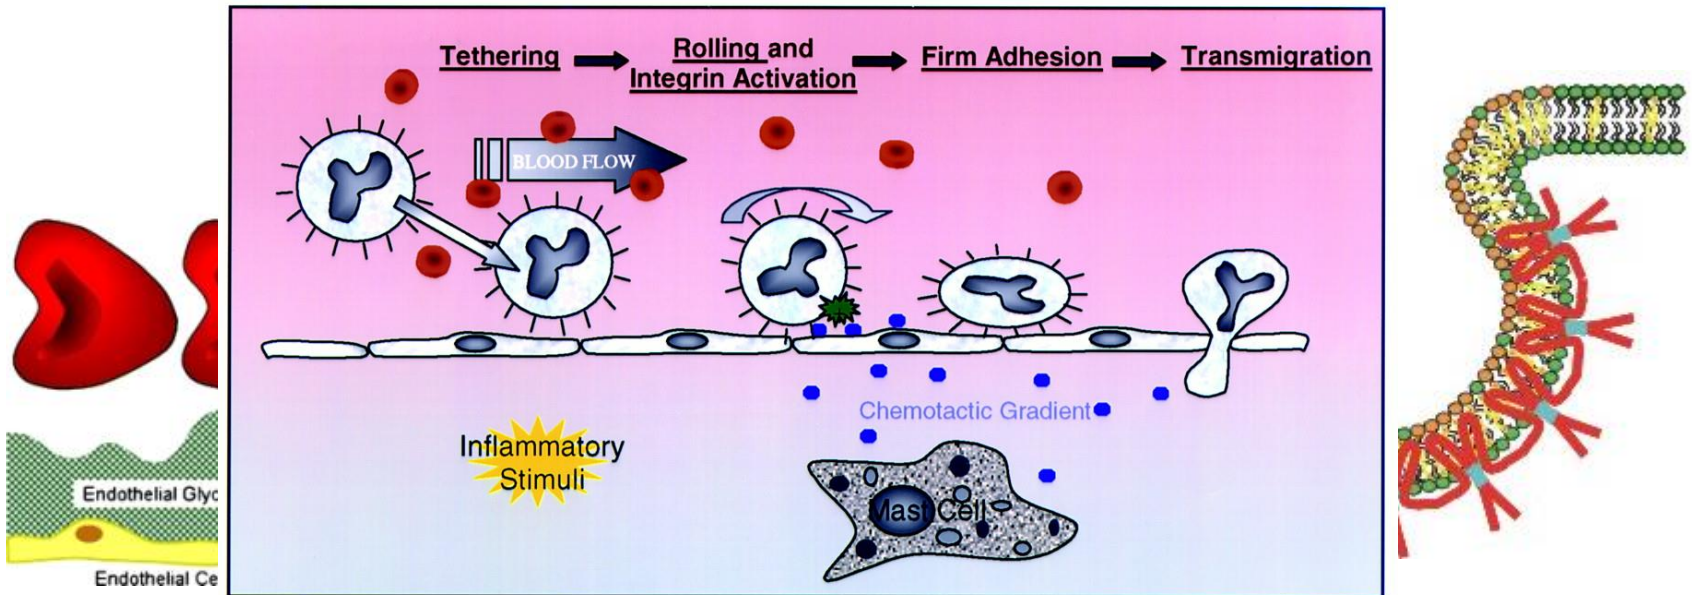 Tethering
Rolling and
Integrin Activation
Firm Adhesion
Transmigration
BLOOD FLOW
Chemotactic Gradient
Inflammatory
Stimuli
Mast Cell
Endothelial Glyc
Endothelial Ce